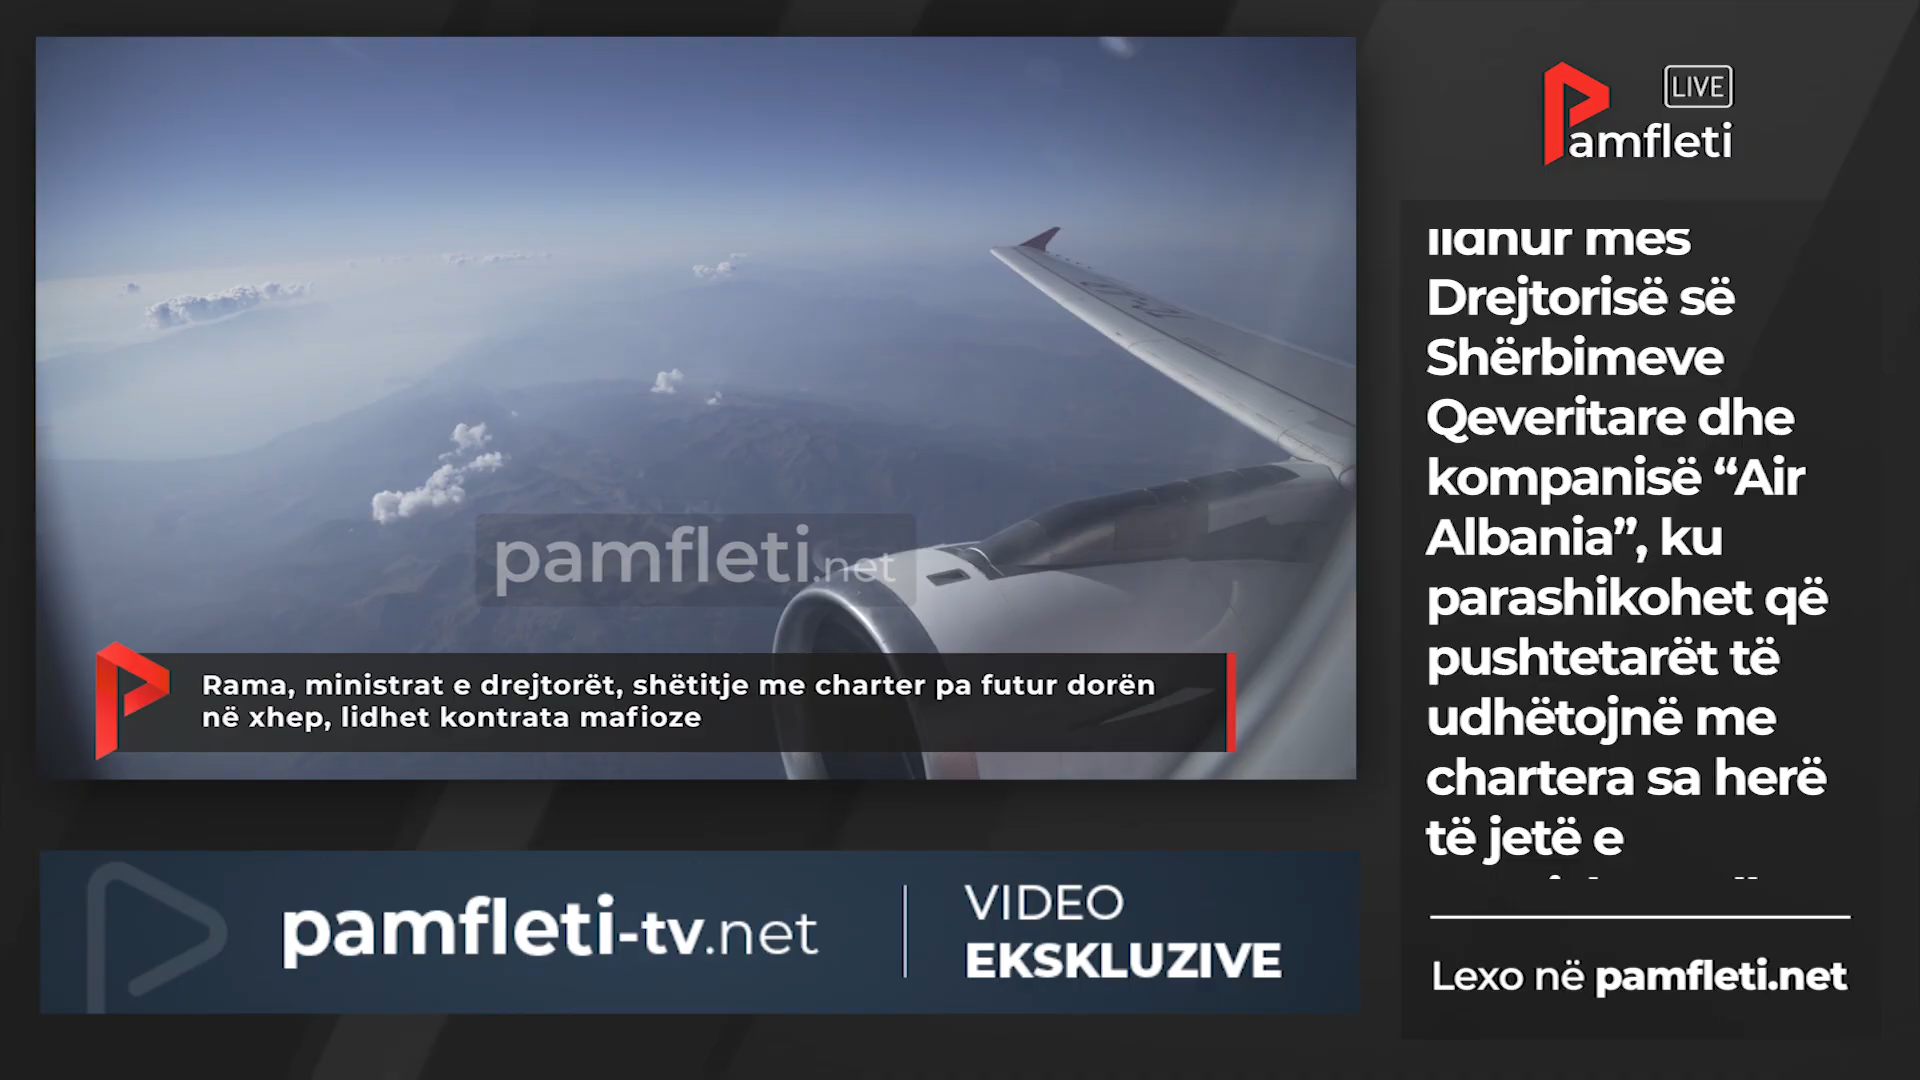 LIVE
Pamfleti
mes
Drejtorisë së
Shërbimeve
Qeveritare dhe
kompanisë “Air
Albania”, ku
parashikohet që
pushtetarët të
udhëtojnë me
chartera sa herë
të jetë e
pamfleti.net
Rama, ministrat e drejtorët, shëtitje me charter pa futur dorën
në xhep, lidhet kontrata mafioze
pamfleti-tv.net
VIDEO
EKSKLUZIVE
Lexo në pamfleti.net